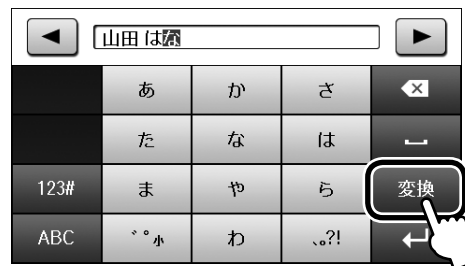 山田 はな
あ か さ
た な は
123# ま や ら 変換
ABC ゛゜小 わ 、。?!